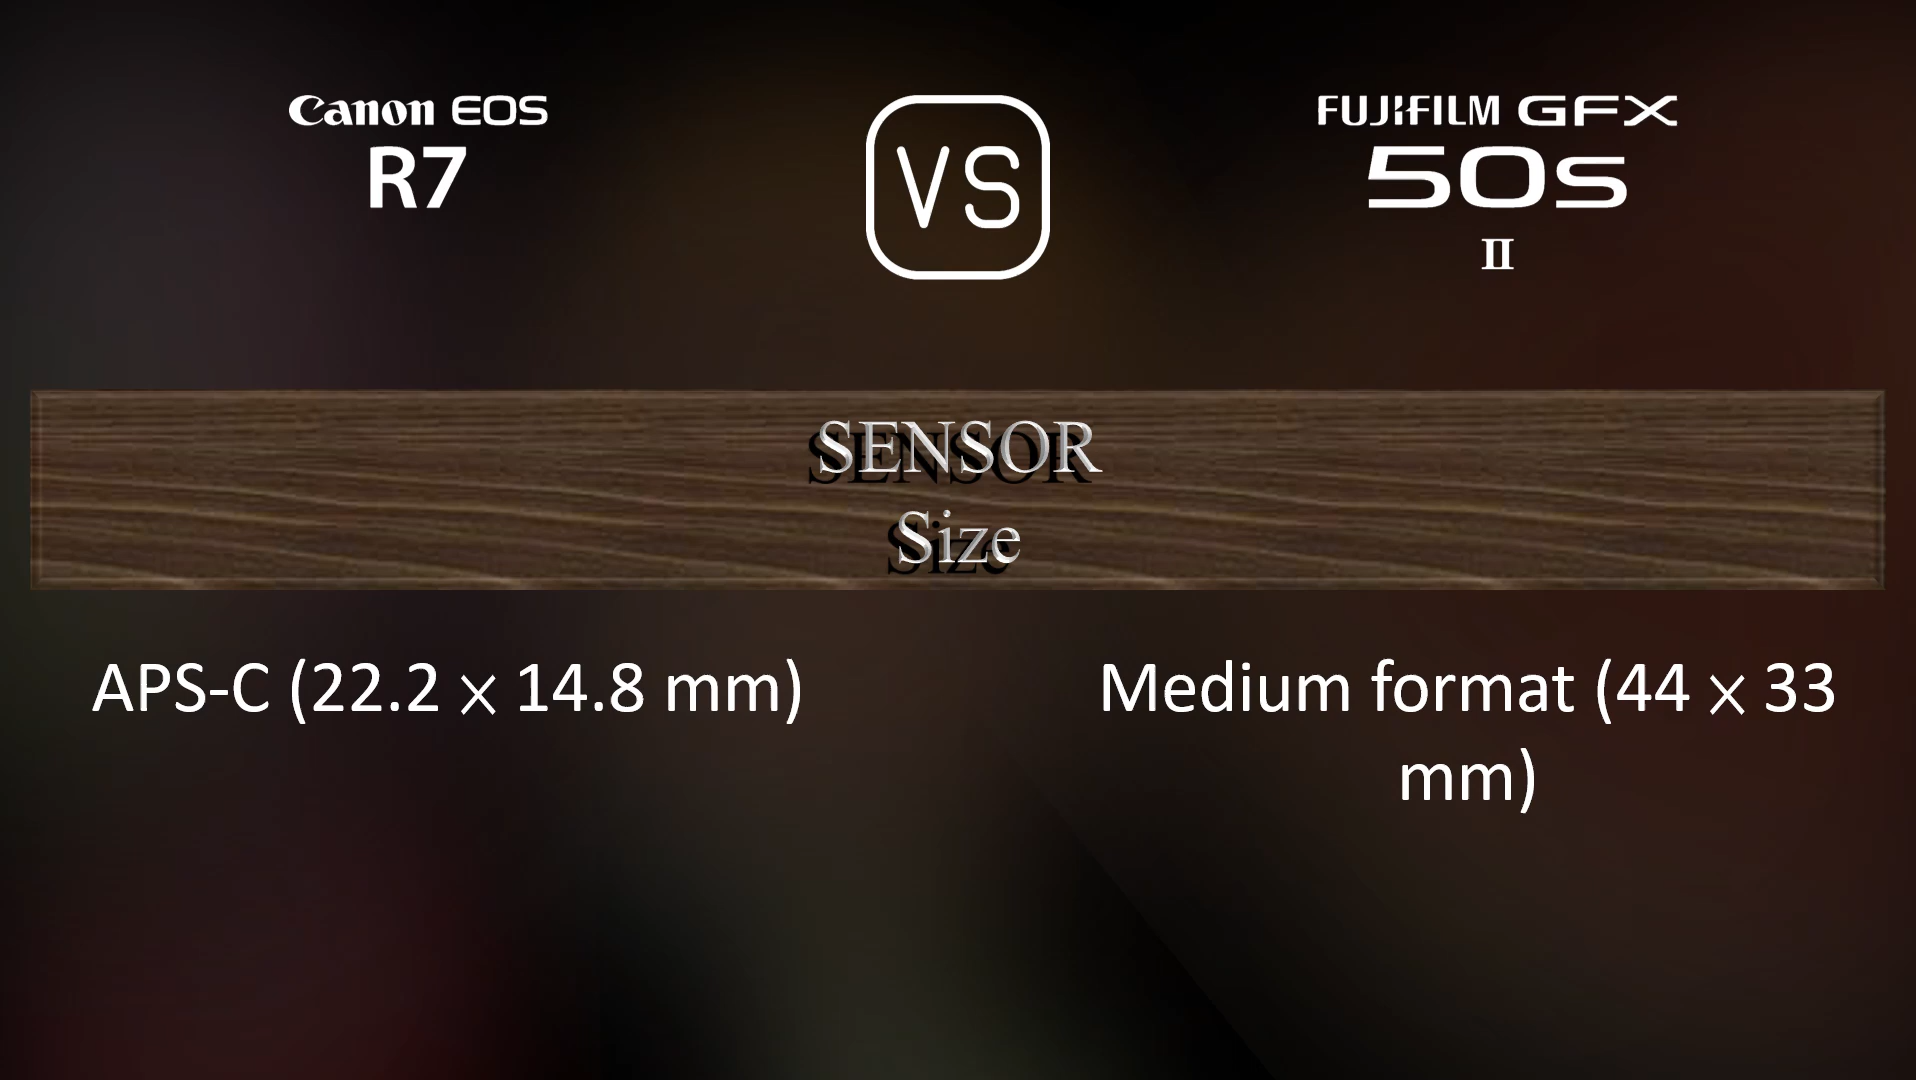 Canon EOS
R7
VS
FUJIFILM GFX
50s
II
SENSOR
Size
APS-C (22.2 x 14.8 mm)
Medium format (44 x 33
mm)